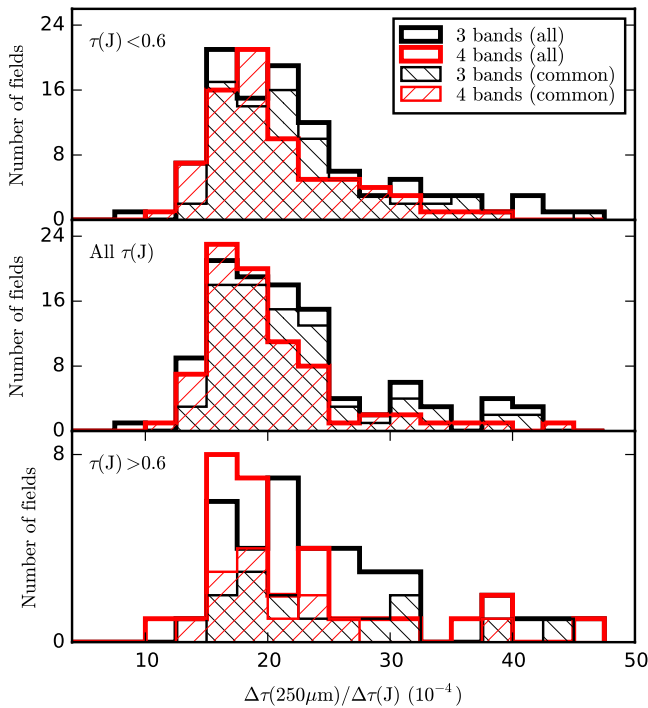 24
16
8
0
Number of fields
τ(J) <0.6
3 bands (all)
4 bands (all)
3 bands (common)
4 bands (common)
24
16
8
0
Number of fields
All τ(J)
8
0
Number of fields
τ(J) >0.6
10 20 30 40 50
Δτ(250μm)/Δτ(J) (10⁻⁴)